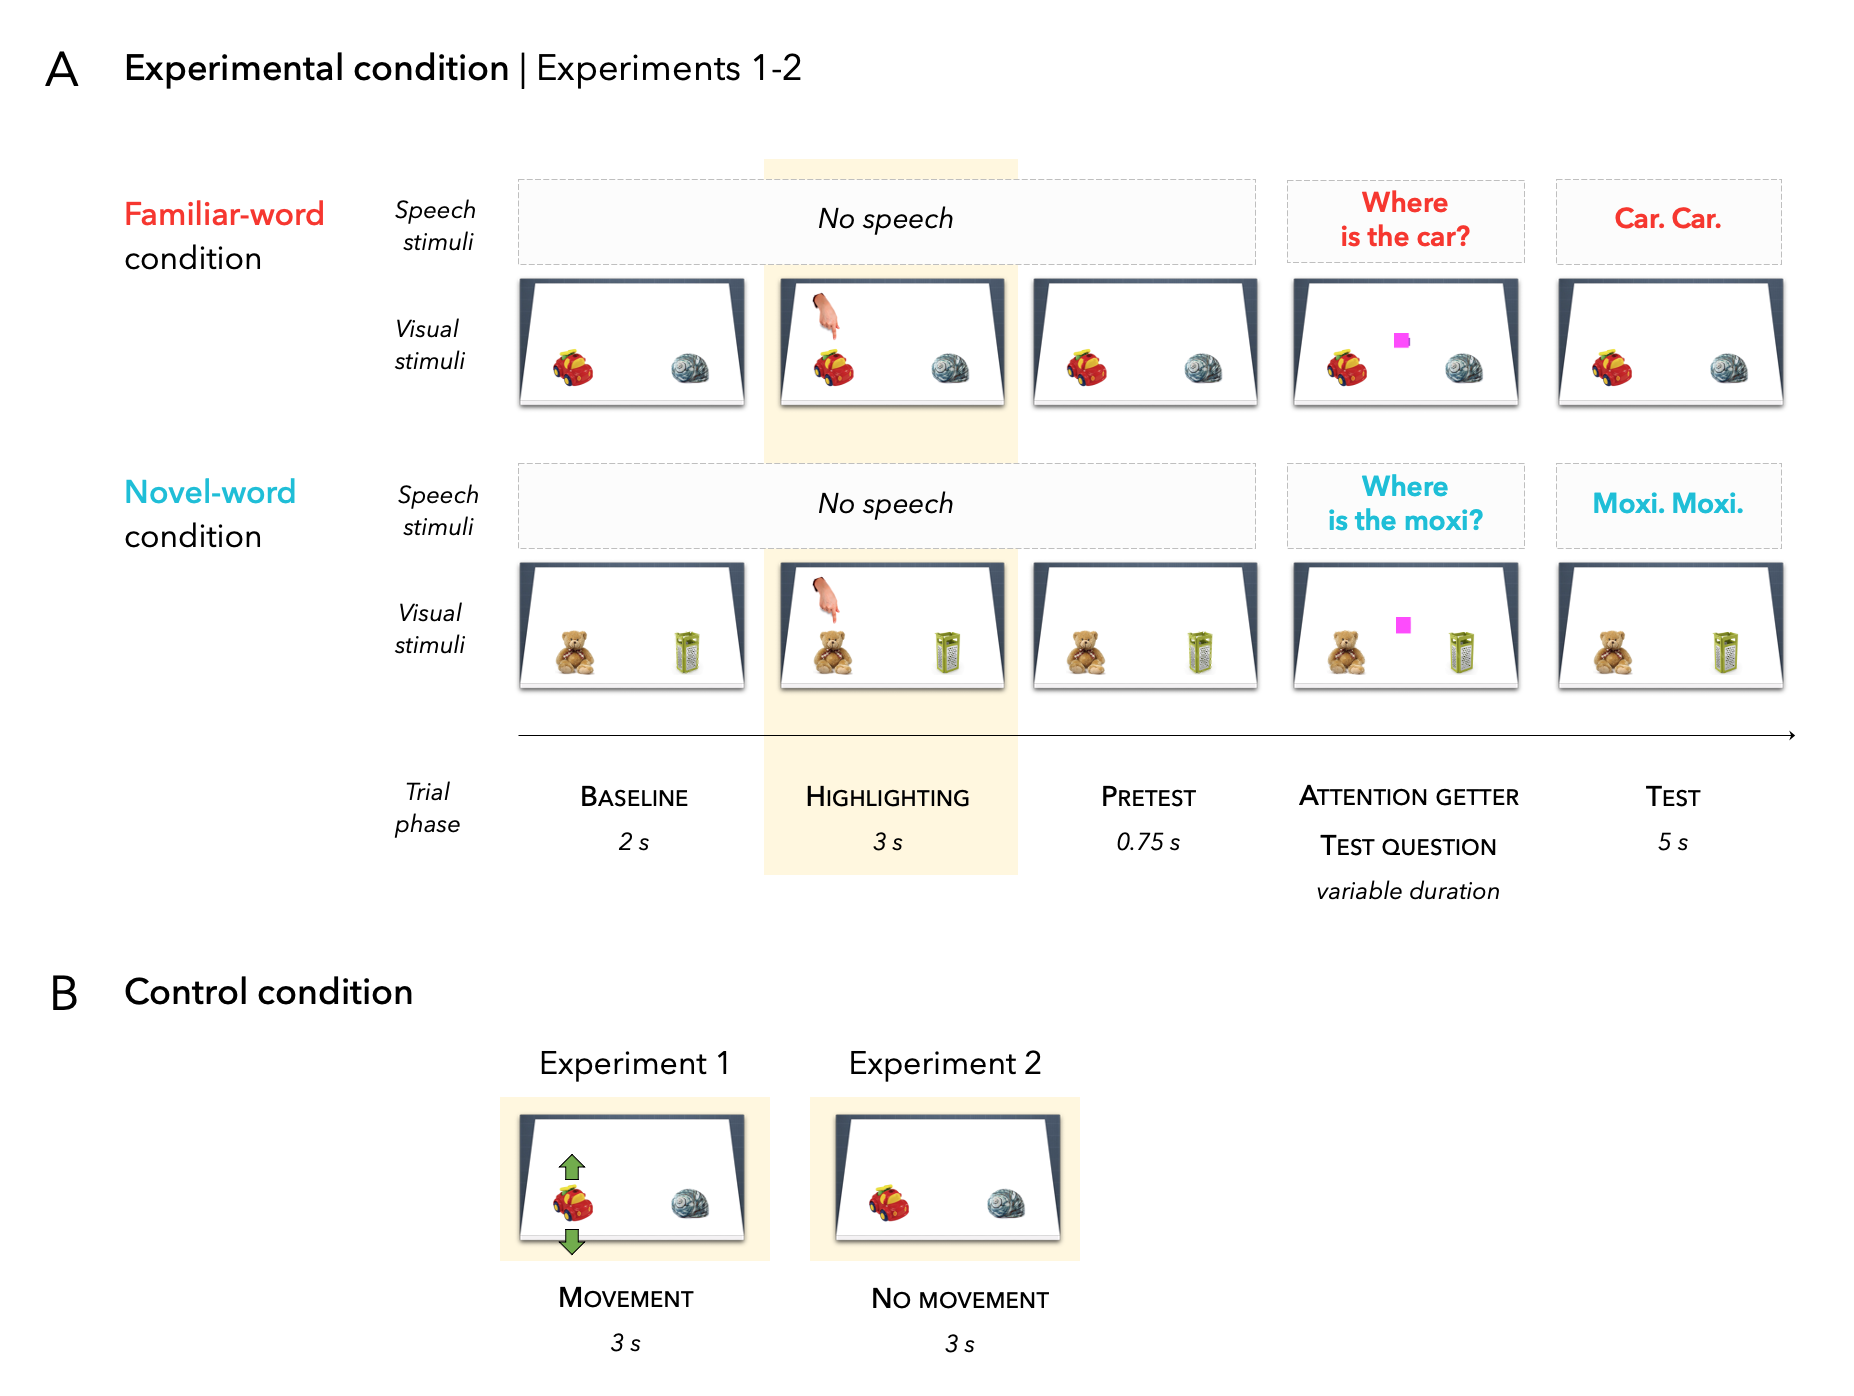 A Experimental condition | Experiments 1-2
Familiar-word
condition
Speech
stimuli
No speech
Where
is the car?
Car. Car.
Visual
stimuli
Novel-word
condition
Speech
stimuli
No speech
Where
is the moxi?
Moxi. Moxi.
Visual
stimuli
Trial
phase
BASELINE
2 s
HIGHLIGHTING
3 s
PRETEST
0.75 s
ATTENTION GETTER
TEST QUESTION
variable duration
TEST
5 s
B Control condition
Experiment 1
MOVEMENT
3 s
Experiment 2
NO MOVEMENT
3 s